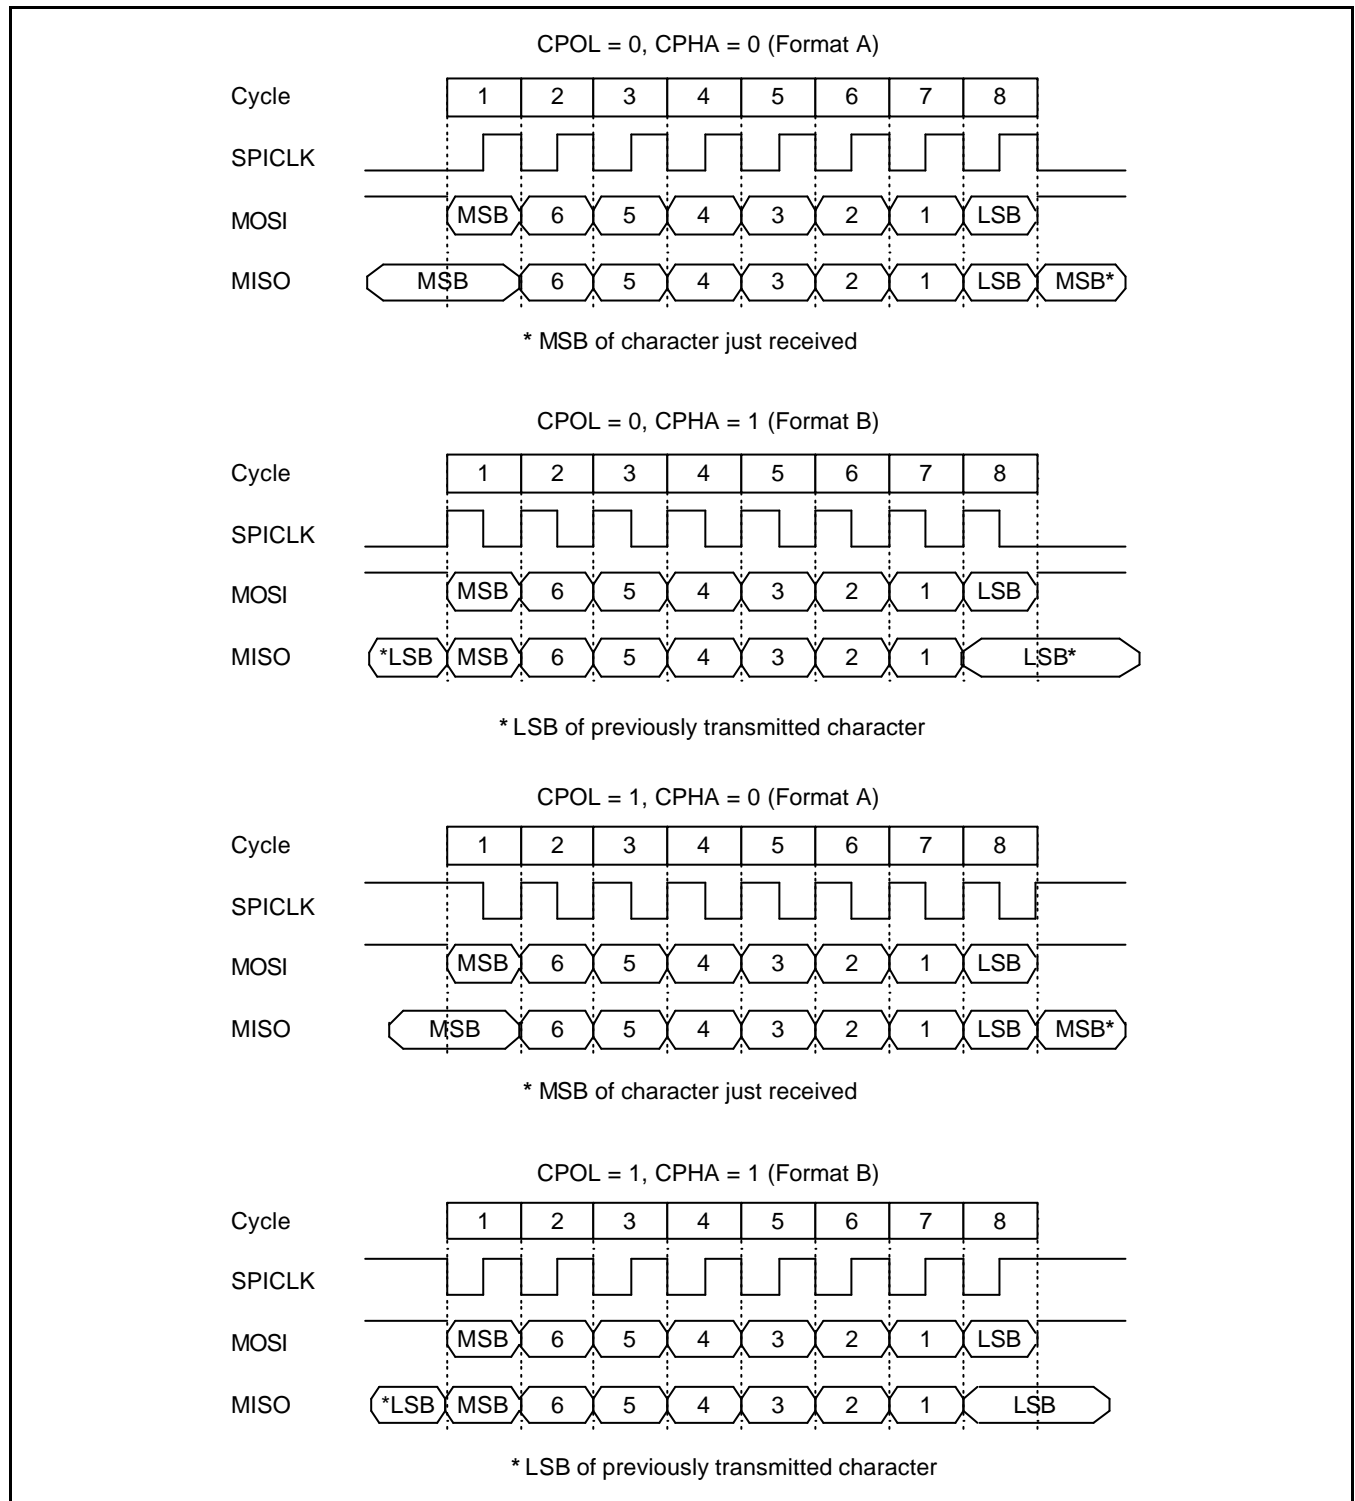 CPOL = 0, CPHA = 0 (Format A)
Cycle 1 2 3 4 5 6 7 8
SPICLK
MOSI MSB 6 5 4 3 2 1 LSB
MISO MSB 6 5 4 3 2 1 LSB MSB*
* MSB of character just received
CPOL = 0, CPHA = 1 (Format B)
Cycle 1 2 3 4 5 6 7 8
SPICLK
MOSI MSB 6 5 4 3 2 1 LSB
MISO *LSB MSB 6 5 4 3 2 1 LSB*
* LSB of previously transmitted character
CPOL = 1, CPHA = 0 (Format A)
Cycle 1 2 3 4 5 6 7 8
SPICLK
MOSI MSB 6 5 4 3 2 1 LSB
MISO MSB 6 5 4 3 2 1 LSB MSB*
* MSB of character just received
CPOL = 1, CPHA = 1 (Format B)
Cycle 1 2 3 4 5 6 7 8
SPICLK
MOSI MSB 6 5 4 3 2 1 LSB
MISO *LSB MSB 6 5 4 3 2 1 LSB
* LSB of previously transmitted character